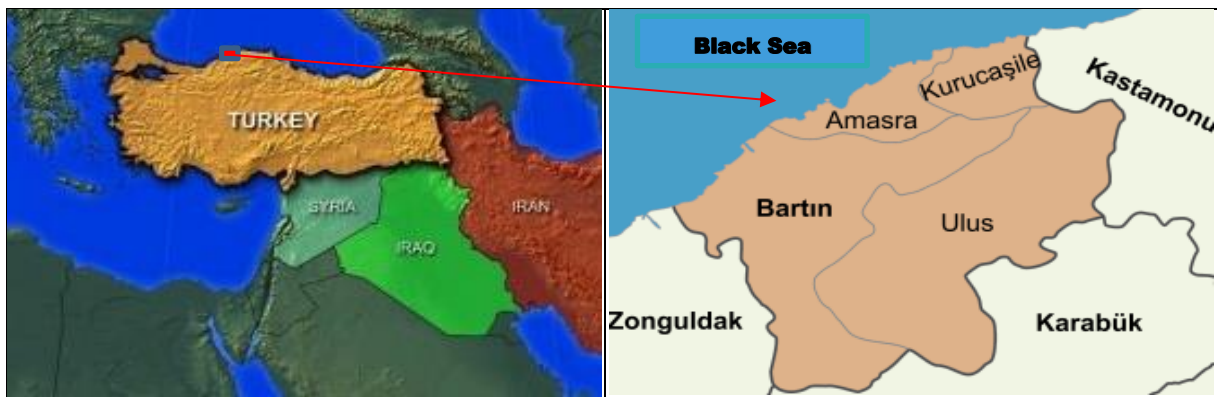 TURKEY
SYRIA
IRAQ
IRAN
Black Sea
Kurucaşile
Kastamonu
Amasra
Bartın
Ulus
Zonguldak
Karabük